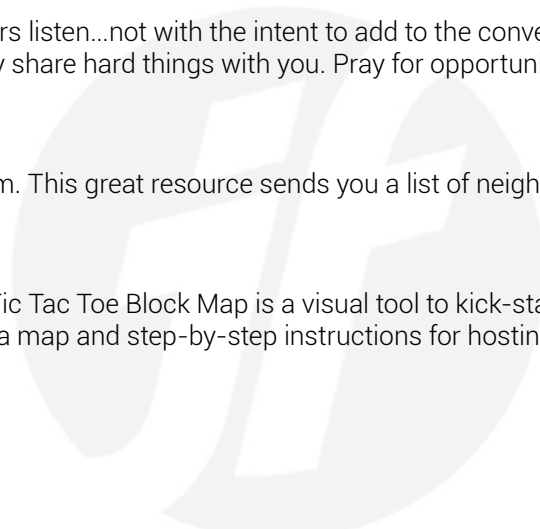 rs listen...not with the intent to add to the conve
share hard things with you. Pray for opportuni
m. This great resource sends you a list of neigh
Tic Tac Toe Block Map is a visual tool to kick-sta
a map and step-by-step instructions for hostin
if